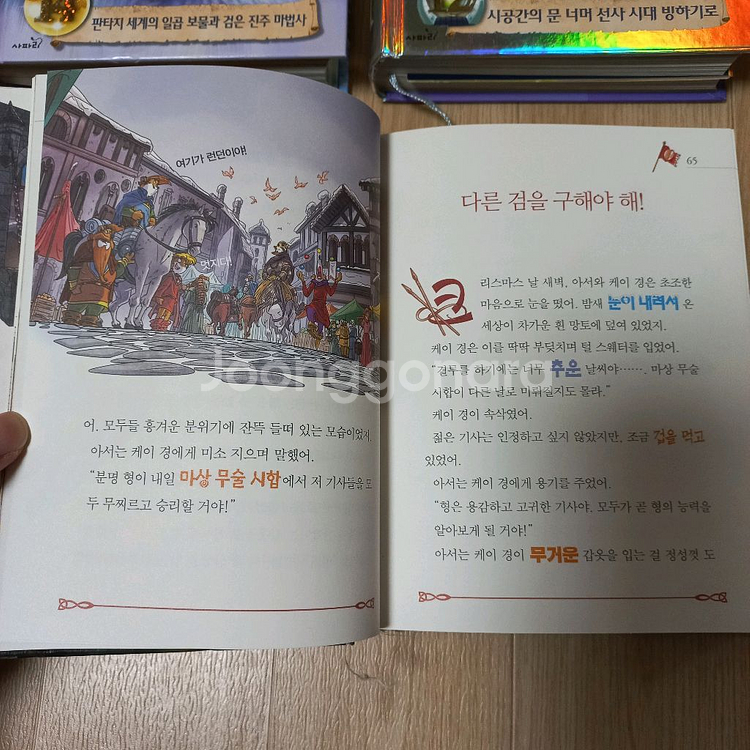 판타지 세계의 일곱 보물과 검은 진주 마법사
사파리
시공간의 문 너머 선사 시대 빙하기로
사파리
여기가 런던이야!
멋지다!
어. 모두들 흥겨운 분위기에 잔뜩 들떠 있는 모습이었지.
아서는 케이 경에게 미소 지으며 말했어.
"분명 형이 내일 마상 무술 시합에서 저 기사들을 모
두 무찌르고 승리할 거야!"
65
다른 검을 구해야 해!
크리스마스 날 새벽, 아서와 케이 경은 초조한
마음으로 눈을 떴어. 밤새 눈이 내려서 온
세상이 차가운 흰 망토에 덮여 있었지.
케이 경은 이를 딱딱 부딪치며 털 스웨터를 입었어.
"결투를 하기에는 너무 추운 날씨야……. 마상 무술
시합이 다른 날로 미뤄질지도 몰라."
케이 경이 속삭였어.
젊은 기사는 인정하고 싶지 않았지만, 조금 겁을 먹고
있었어.
아서는 케이 경에게 용기를 주었어.
"형은 용감하고 고귀한 기사야. 모두가 곧 형의 능력을
알아보게 될 거야!"
아서는 케이 경이 무거운 갑옷을 입는 걸 정성껏 도
Joonggonara